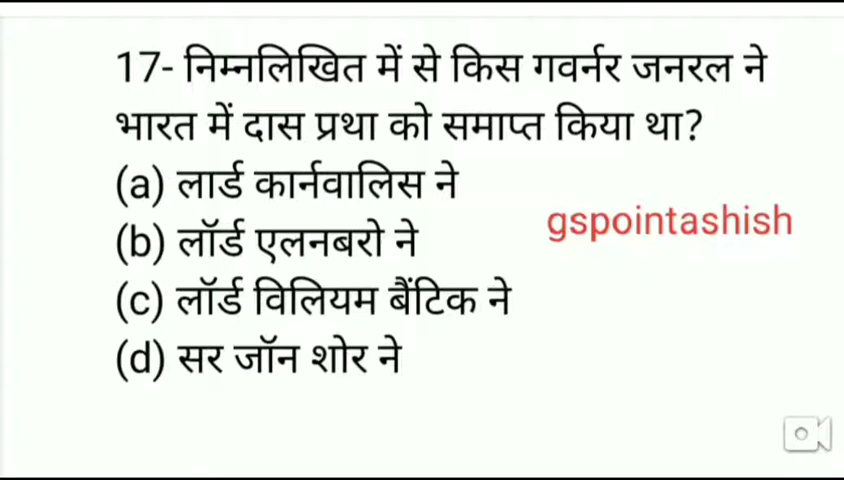 17- निम्नलिखित में से किस गवर्नर जनरल ने
भारत में दास प्रथा को समाप्त किया था?
(a) लार्ड कार्नवालिस ने
(b) लॉर्ड एलनबरो ने
gspointashish
(c) लॉर्ड विलियम बैंटिक ने
(d) सर जॉन शोर ने